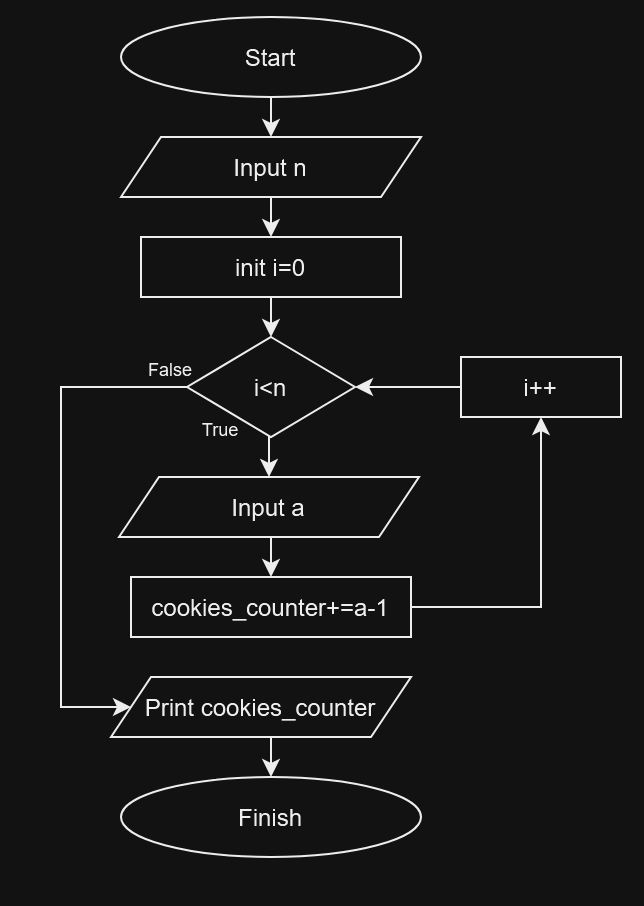 Start
Input n
init i=0
False
i<n
i++
True
Input a
cookies_counter+=a-1
Print cookies_counter
Finish